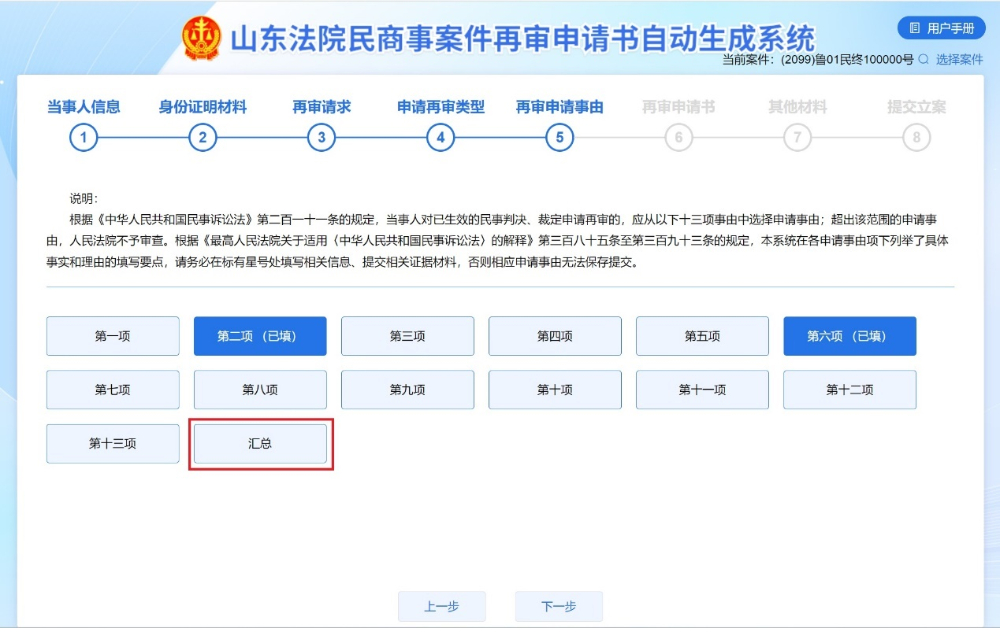 山东法院民商事案件再审申请书自动生成系统
用户手册
当前案件：(2099)鲁01民终100000号 选择案件
当事人信息 身份证明材料 再审请求 申请再审类型 再审申请事由 再审申请书 其他材料 提交立案
1 2 3 4 5 6 7 8
说明：
根据《中华人民共和国民事诉讼法》第二百一十一条的规定，当事人对已生效的民事判决、裁定申请再审的，应从以下十三项事由中选择申请事由；超出该范围的申请事
由，人民法院不予审查。根据《最高人民法院关于适用〈中华人民共和国民事诉讼法〉的解释》第三百八十五条至第三百九十三条的规定，本系统在各申请事由项下列举了具体
事实和理由的填写要点，请务必在标有星号处填写相关信息、提交相关证据材料，否则相应申请事由无法保存提交。
第一项 第二项 （已填） 第三项 第四项 第五项 第六项 （已填）
第七项 第八项 第九项 第十项 第十一项 第十二项
第十三项 汇总
上一步 下一步